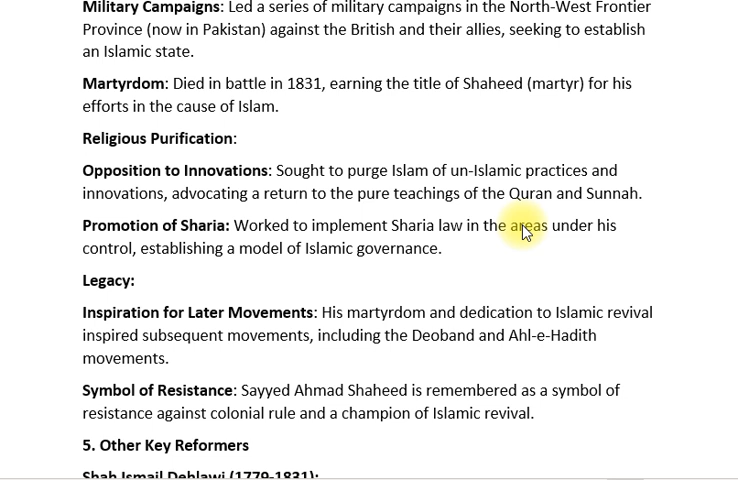 Military Campaigns: Led a series of military campaigns in the North-West Frontier
Province (now in Pakistan) against the British and their allies, seeking to establish
an Islamic state.
Martyrdom: Died in battle in 1831, earning the title of Shaheed (martyr) for his
efforts in the cause of Islam.
Religious Purification:
Opposition to Innovations: Sought to purge Islam of un-Islamic practices and
innovations, advocating a return to the pure teachings of the Quran and Sunnah.
Promotion of Sharia: Worked to implement Sharia law in the areas under his
control, establishing a model of Islamic governance.
Legacy:
Inspiration for Later Movements: His martyrdom and dedication to Islamic revival
inspired subsequent movements, including the Deoband and Ahl-e-Hadith
movements.
Symbol of Resistance: Sayyed Ahmad Shaheed is remembered as a symbol of
resistance against colonial rule and a champion of Islamic revival.
5. Other Key Reformers
Shah Ismail Dehlawi (1779-1831):